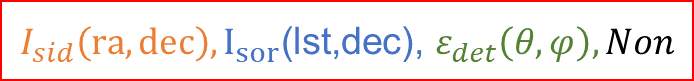 I_sid(ra, dec), I_sor(lst,dec), ε_det(θ, φ), Non